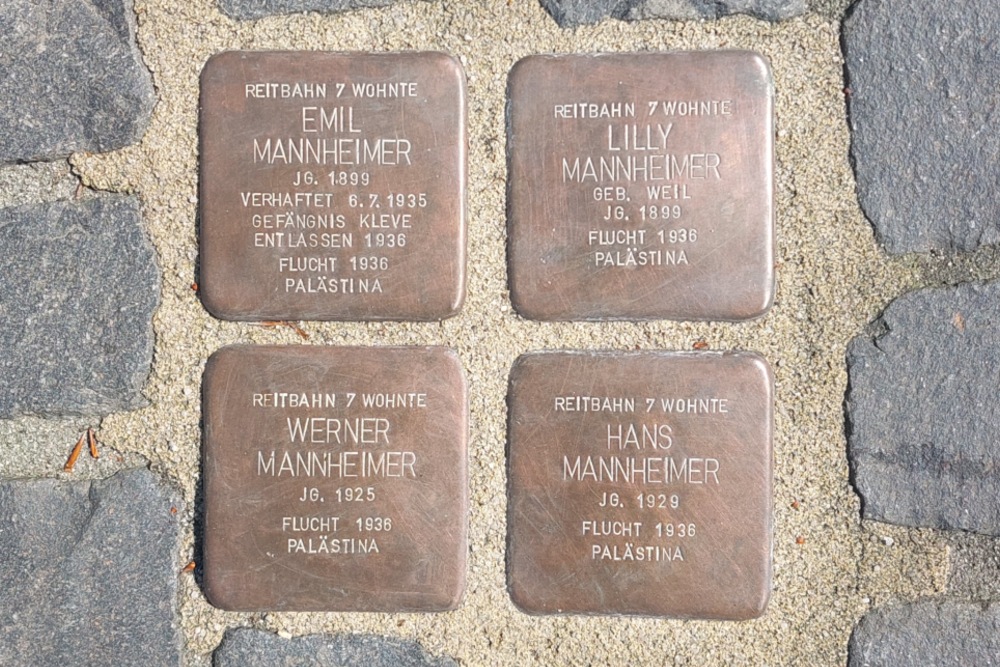 REITBAHN 7 WOHNTE
EMIL
MANNHEIMER
JG. 1899
VERHAFTET 6.7.1935
GEFÄNGNIS KLEVE
ENTLASSEN 1936
FLUCHT 1936
PALÄSTINA
REITBAHN 7 WOHNTE
LILLY
MANNHEIMER
GEB. WEIL
JG. 1899
FLUCHT 1936
PALÄSTINA
REITBAHN 7 WOHNTE
WERNER
MANNHEIMER
JG. 1925
FLUCHT 1936
PALÄSTINA
REITBAHN 7 WOHNTE
HANS
MANNHEIMER
JG. 1929
FLUCHT 1936
PALÄSTINA